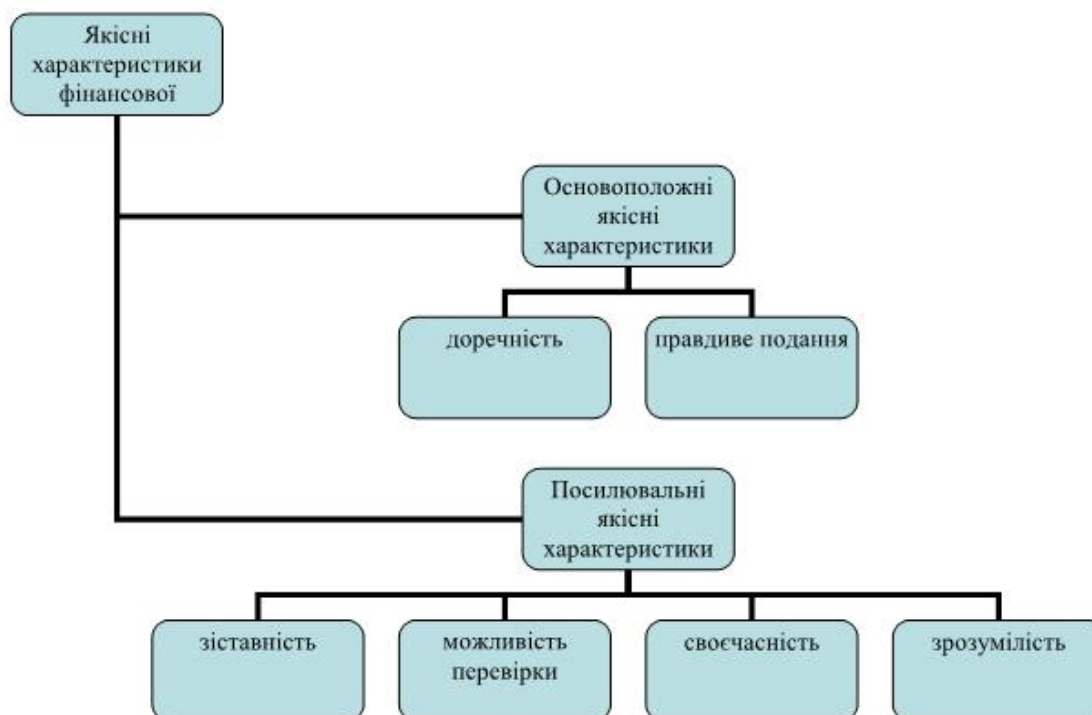 Якісні
характеристики
фінансової
Основоположні
якісні
характеристики
доречність
правдиве подання
Посилювальні
якісні
характеристики
зіставність
можливість
перевірки
своєчасність
зрозумілість